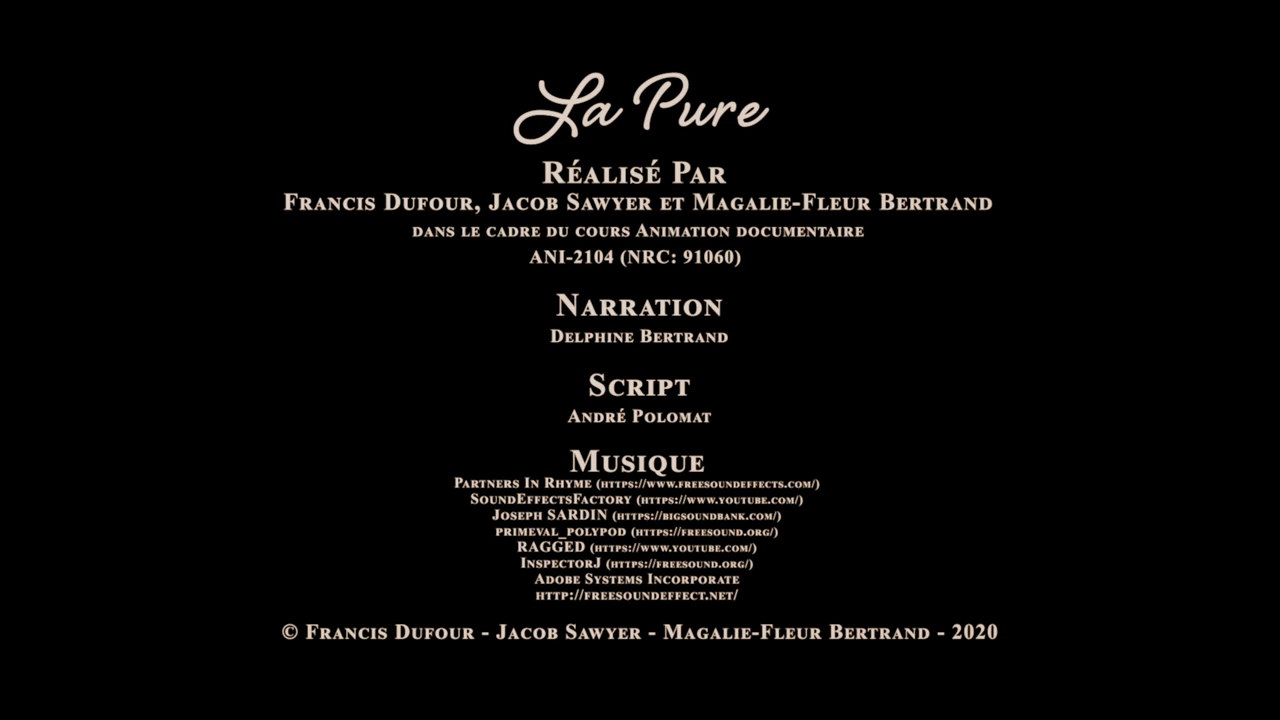 La Pure
Réalisé Par
Francis Dufour, Jacob Sawyer et Magalie-Fleur Bertrand
dans le cadre du cours Animation documentaire
ANI-2104 (NRC: 91060)
Narration
Delphine Bertrand
Script
André Polomat
Musique
Partners In Rhyme (https://www.freesoundeffects.com/)
SoundEffectsFactory (https://www.youtube.com/)
Joseph SARDIN (https://bigsoundbank.com/)
primeval_polypod (https://freesound.org/)
RAGGED (https://www.youtube.com/)
InspectorJ (https://freesound.org/)
Adobe Systems Incorporate
http://freesoundeffect.net/
© Francis Dufour - Jacob Sawyer - Magalie-Fleur Bertrand - 2020